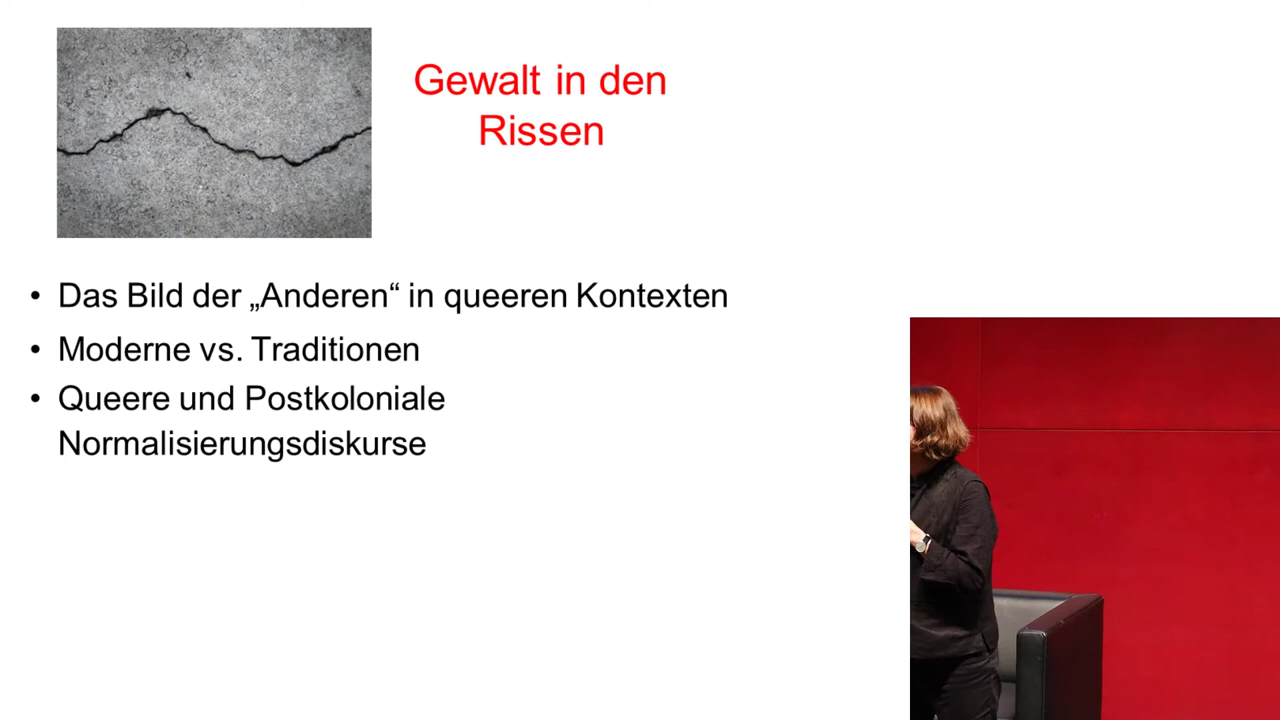 Gewalt in den
Rissen
• Das Bild der „Anderen“ in queeren Kontexten
• Moderne vs. Traditionen
• Queere und Postkoloniale
Normalisierungsdiskurse